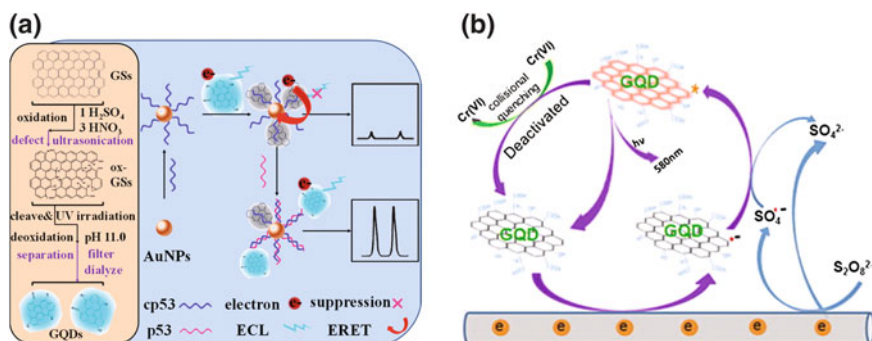 (a)
GSs
oxidation
1 H₂SO₄
3 HNO₃
defect
ultrasonication
ox-
GSs
cleave& UV irradiation
deoxidation
pH 11.0
separation
filter
dialyze
GQDs
AuNPs
cp53
electron
e-
suppression
p53
ECL
ERET
(b)
Cr(VI)
Cr(VI)
collisional
quenching
Deactivated
GQD
*
hν
580nm
GQD
GQD
•-
SO₄²⁻
SO₄•-
S₂O₈²⁻
e e e e e e